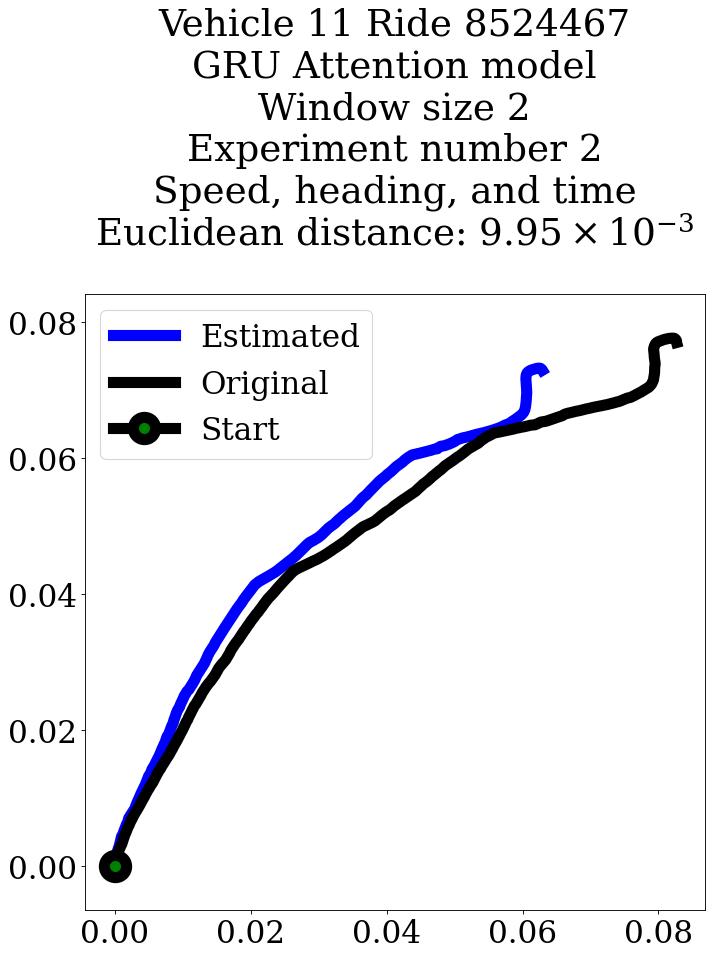 Vehicle 11 Ride 8524467
GRU Attention model
Window size 2
Experiment number 2
Speed, heading, and time
Euclidean distance: 9.95 × 10⁻³
Estimated
Original
Start
0.08
0.06
0.04
0.02
0.00
0.00 0.02 0.04 0.06 0.08